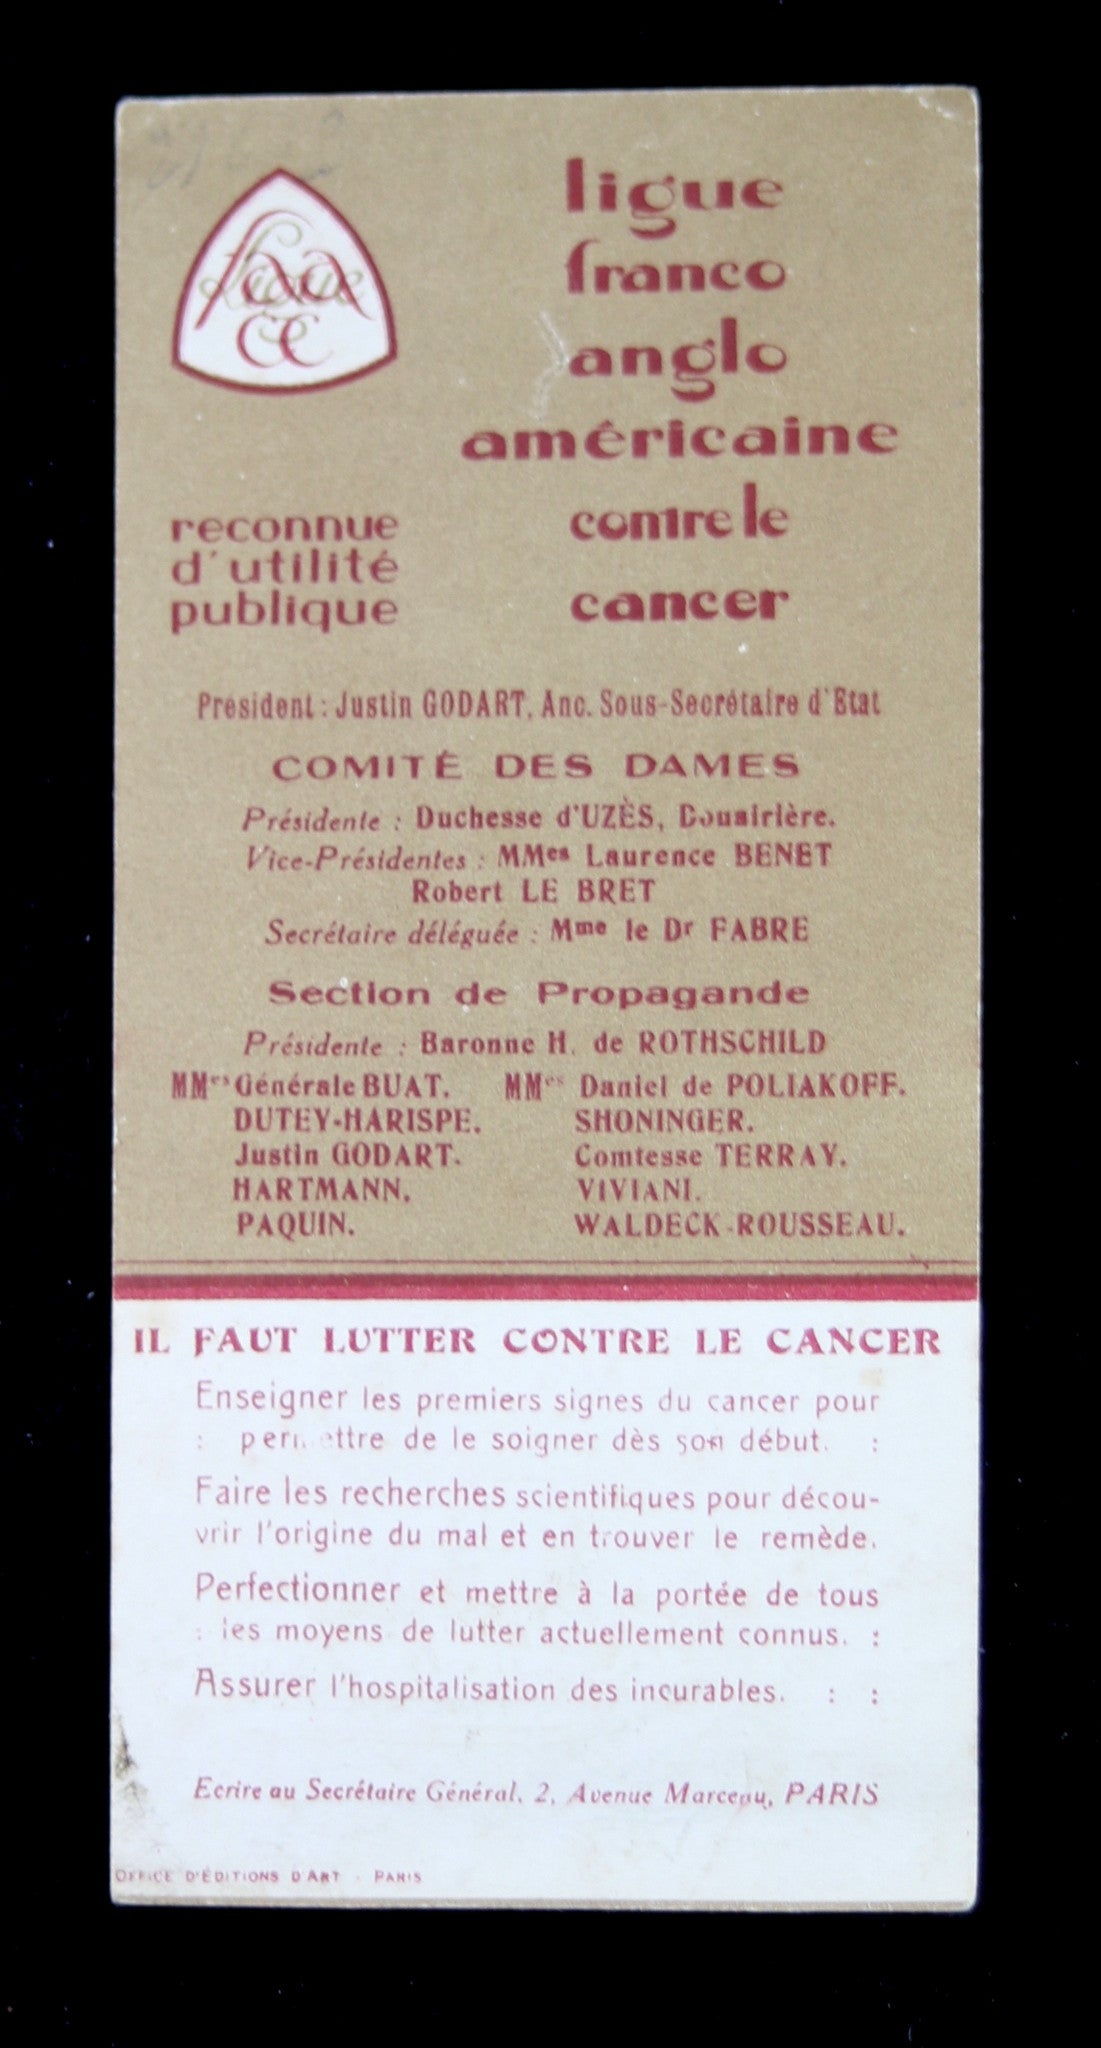 ligue
franco
anglo
américaine
contre le
cancer
reconnue
d'utilité
publique
Président : Justin GODART, Anc. Sous-Secrétaire d'Etat
COMITÉ DES DAMES
Présidente : Duchesse d'UZÈS, Douairière.
Vice-Présidentes : MMes Laurence BENET
Robert LE BRET
Secrétaire déléguée : Mme le Dr FABRE
Section de Propagande
Présidente : Baronne H. de ROTHSCHILD
MMes Générale BUAT. MMes Daniel de POLIAKOFF.
DUTEY-HARISPE. SHONINGER.
Justin GODART. Comtesse TERRAY.
HARTMANN. VIVIANI.
PAQUIN. WALDECK-ROUSSEAU.
IL FAUT LUTTER CONTRE LE CANCER
Enseigner les premiers signes du cancer pour
: permettre de le soigner dès son début. :
Faire les recherches scientifiques pour décou-
vrir l'origine du mal et en trouver le remède.
Perfectionner et mettre à la portée de tous
: les moyens de lutter actuellement connus. :
Assurer l'hospitalisation des incurables. : :
Ecrire au Secrétaire Général, 2, Avenue Marceau, PARIS
OFFICE D'ÉDITIONS D'ART - PARIS